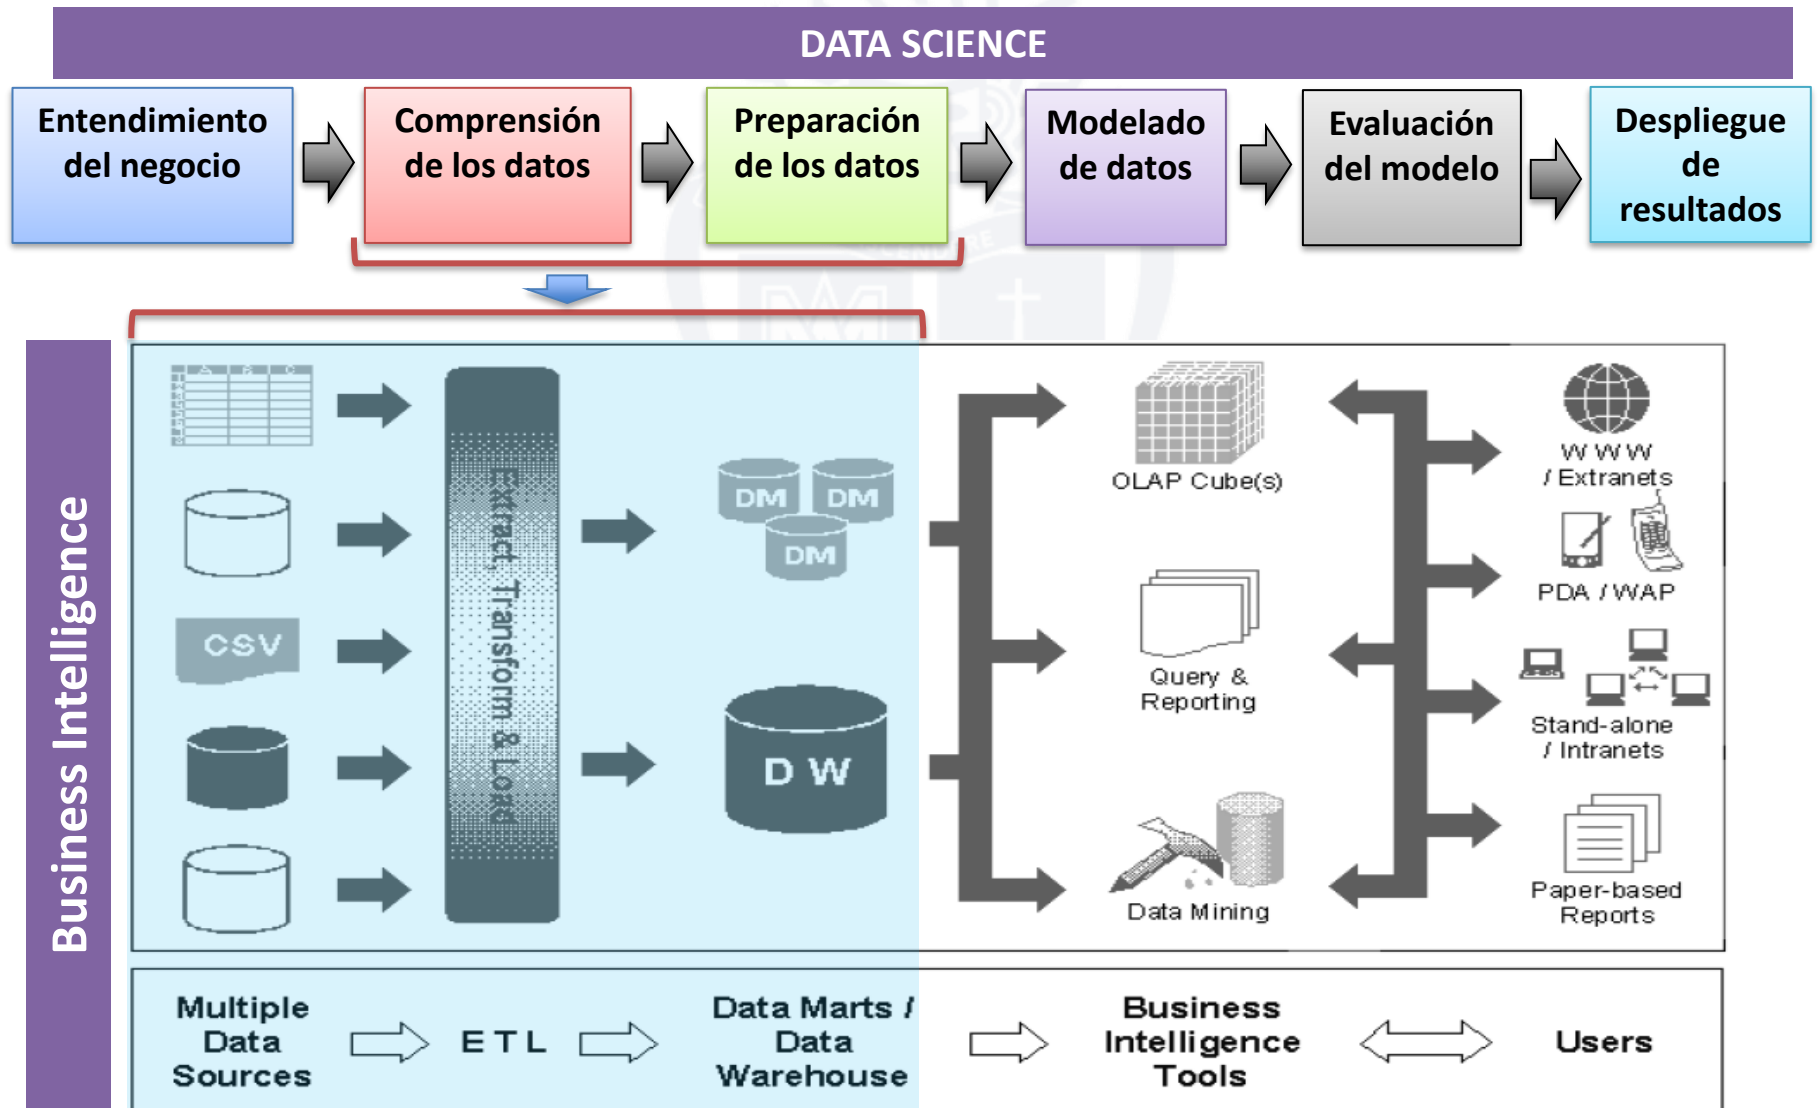 DATA SCIENCE
Entendimiento
del negocio
Comprensión
de los datos
Preparación
de los datos
Modelado
de datos
Evaluación
del modelo
Despliegue
de
resultados
Business Intelligence
A B C
CSV
Extract, Transform & Load
DM DM
DM
D W
OLAP Cube(s)
Query &
Reporting
Data Mining
W W W
/ Extranets
PDA / WAP
Stand-alone
/ Intranets
Paper-based
Reports
Multiple
Data
Sources
E T L
Data Marts /
Data
Warehouse
Business
Intelligence
Tools
Users